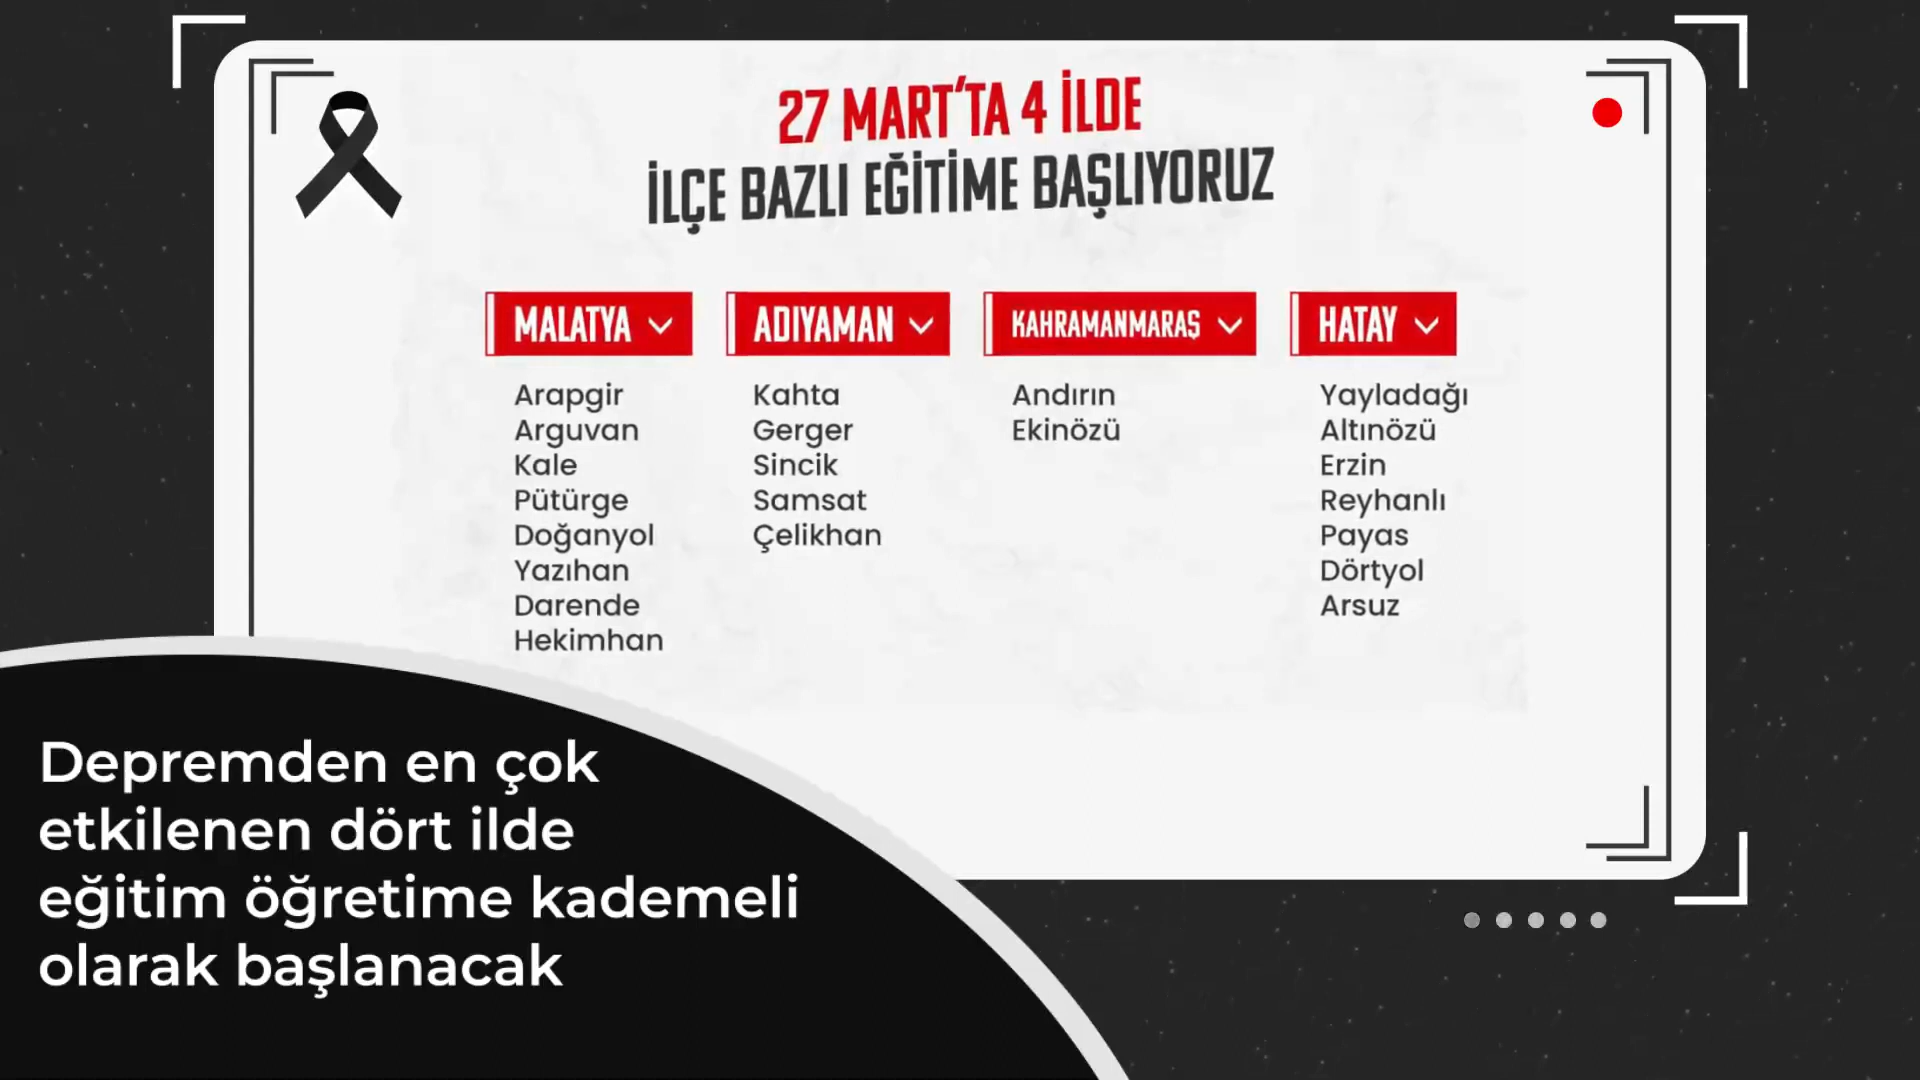 27 MART'TA 4 İLDE
İLÇE BAZLI EĞİTİME BAŞLIYORUZ
MALATYA
Arapgir
Arguvan
Kale
Pütürge
Doğanyol
Yazıhan
Darende
Hekimhan
ADIYAMAN
Kahta
Gerger
Sincik
Samsat
Çelikhan
KAHRAMANMARAŞ
Andırın
Ekinözü
HATAY
Yayladağı
Altınözü
Erzin
Reyhanlı
Payas
Dörtyol
Arsuz
Depremden en çok
etkilenen dört ilde
eğitim öğretime kademeli
olarak başlanacak